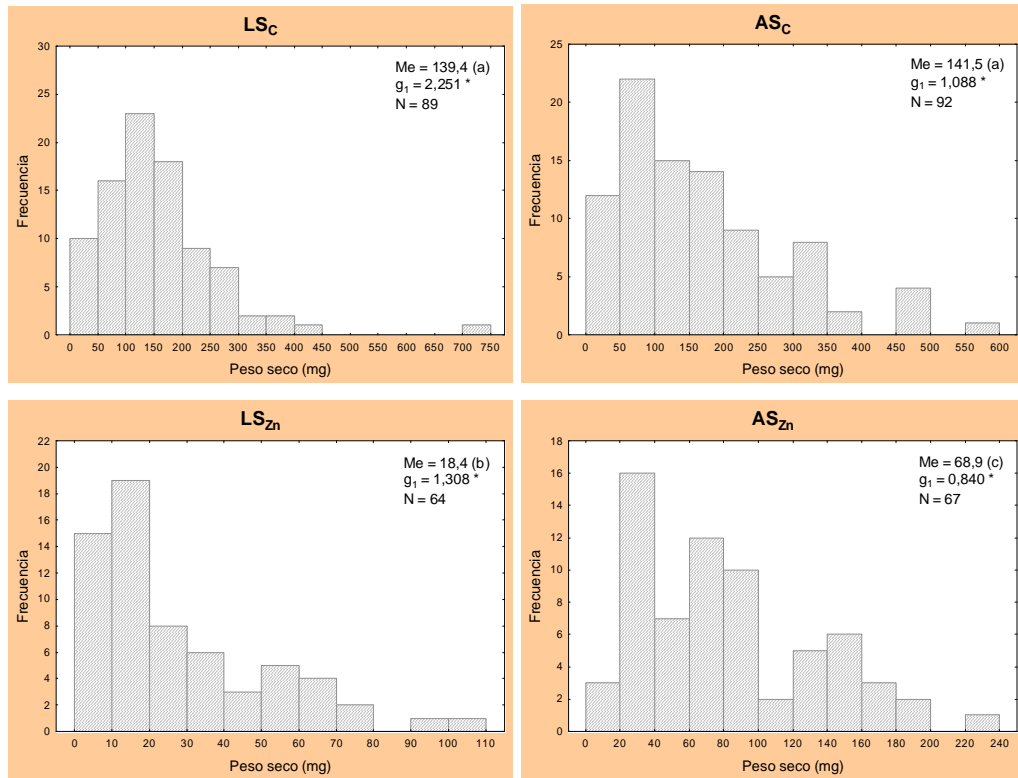 LS_C
Me = 139,4 (a)
g₁ = 2,251 *
N = 89
Frecuencia
30
25
20
15
10
5
0
0 50 100 150 200 250 300 350 400 450 500 550 600 650 700 750
Peso seco (mg)
AS_C
Me = 141,5 (a)
g₁ = 1,088 *
N = 92
Frecuencia
25
20
15
10
5
0
0 50 100 150 200 250 300 350 400 450 500 550 600
Peso seco (mg)
LS_Zn
Me = 18,4 (b)
g₁ = 1,308 *
N = 64
Frecuencia
22
20
18
16
14
12
10
8
6
4
2
0
0 10 20 30 40 50 60 70 80 90 100 110
Peso seco (mg)
AS_Zn
Me = 68,9 (c)
g₁ = 0,840 *
N = 67
Frecuencia
18
16
14
12
10
8
6
4
2
0
0 20 40 60 80 100 120 140 160 180 200 220 240
Peso seco (mg)